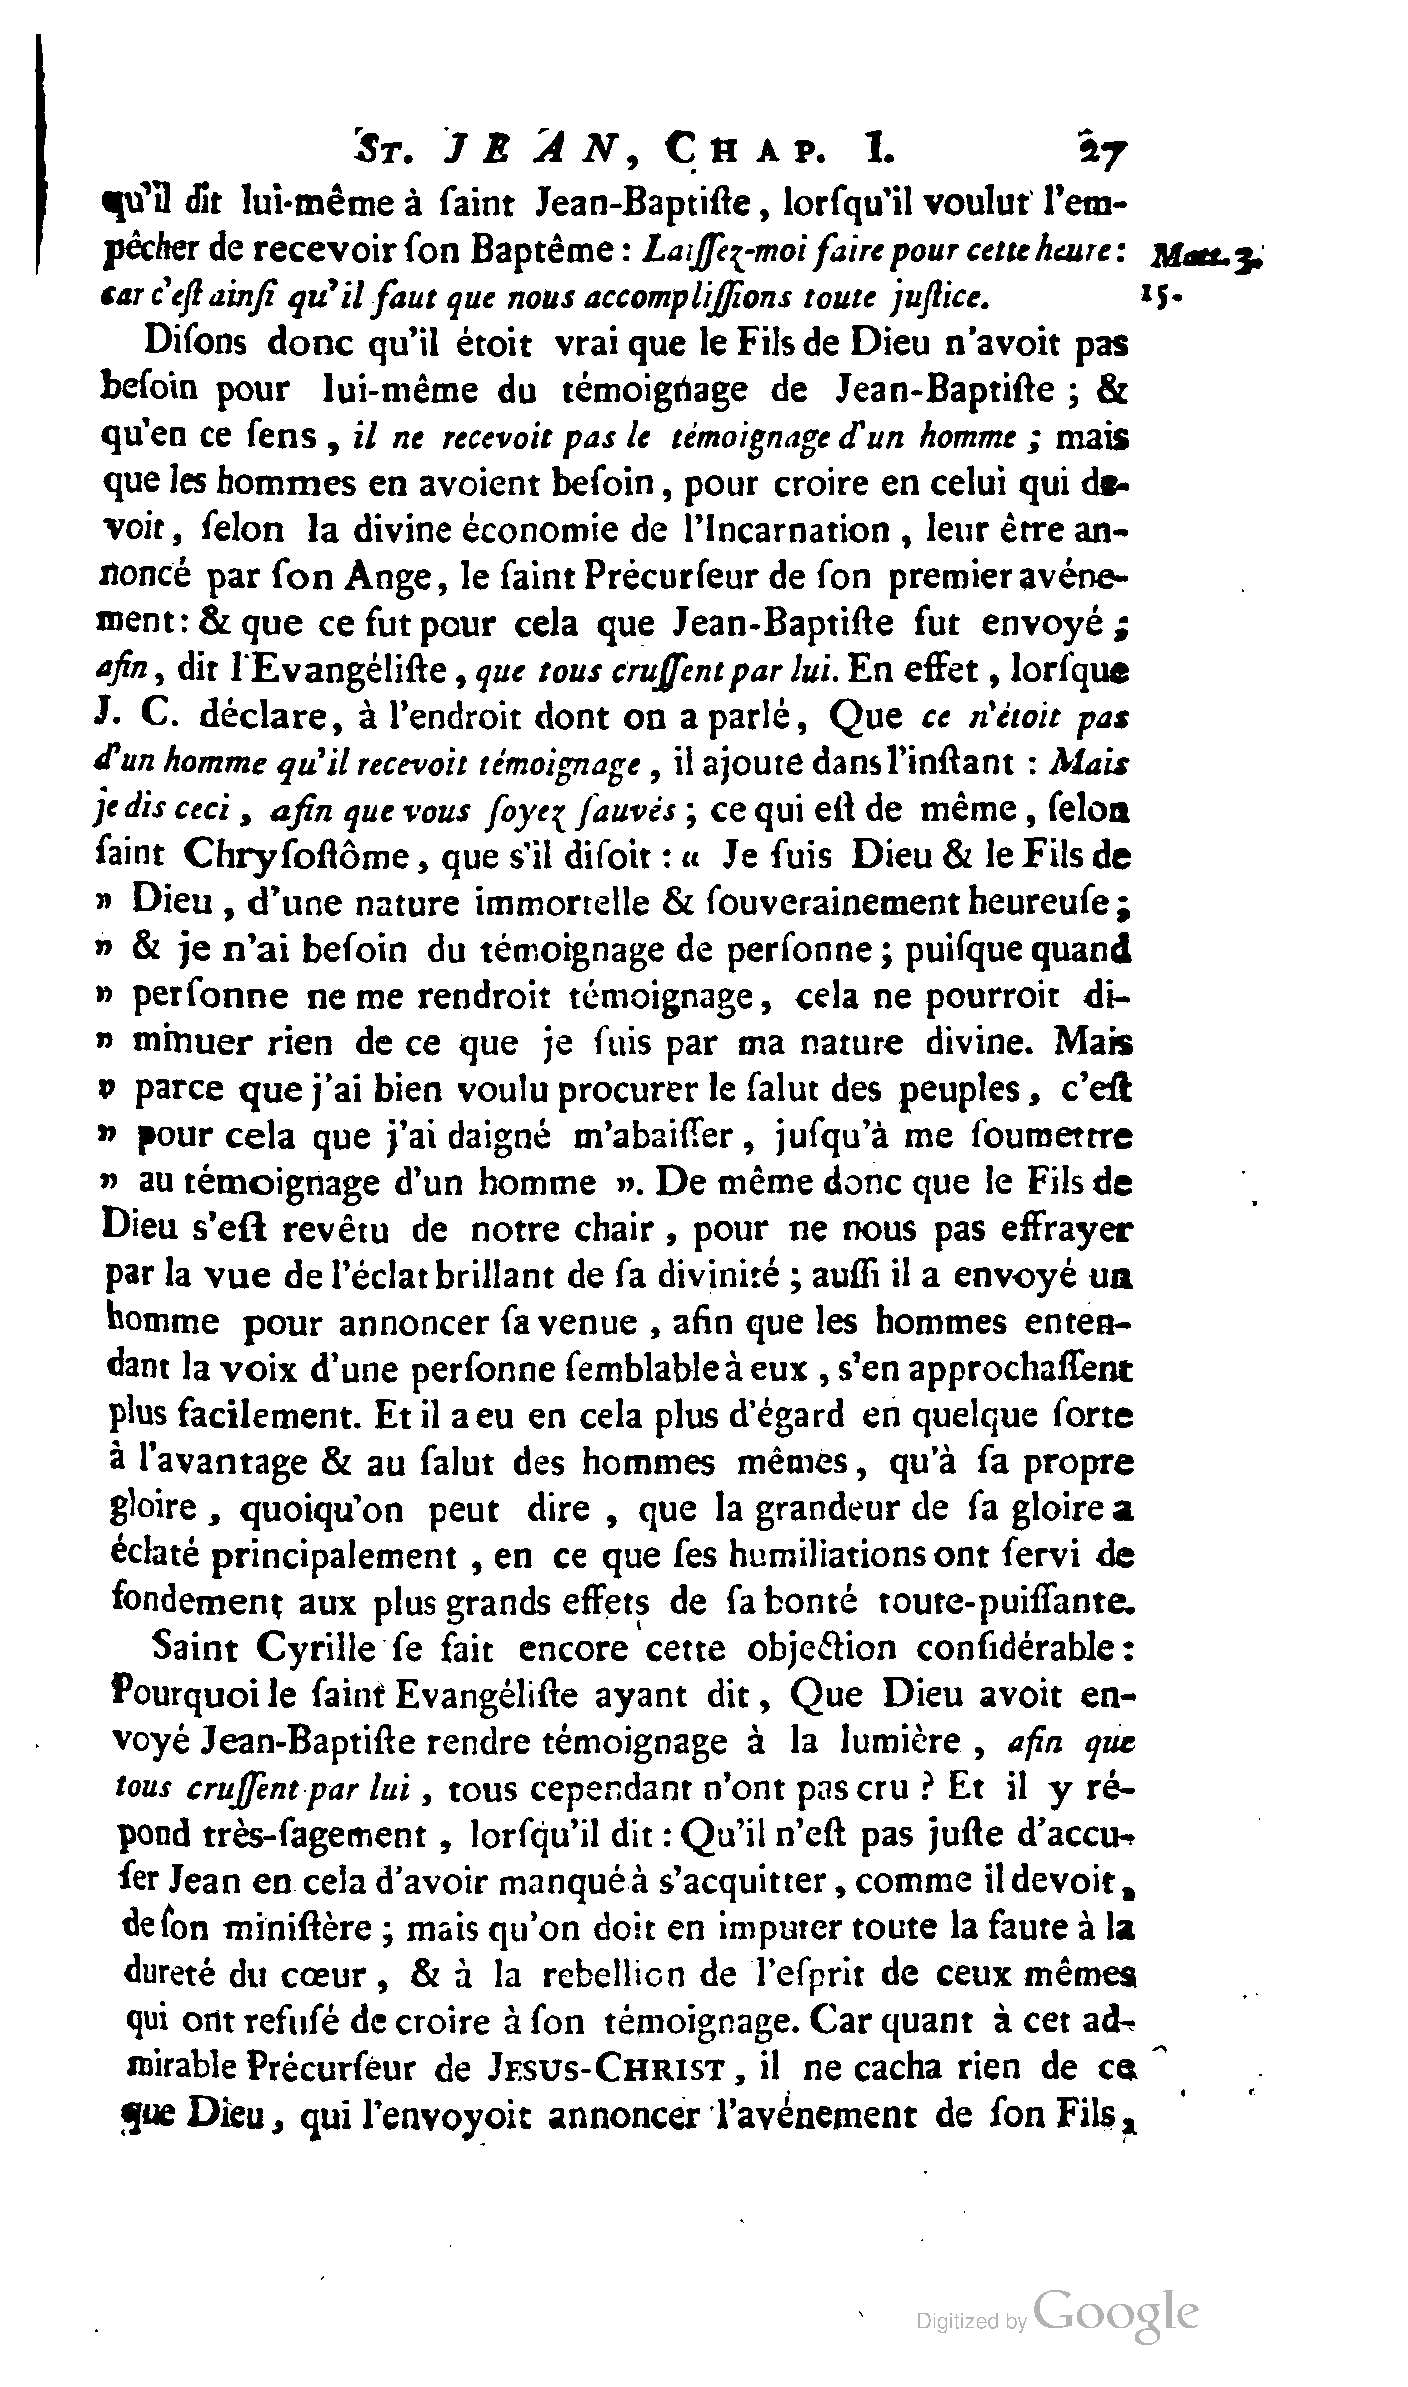 ST. JEAN, CHAP. I. 27
qu'il dit lui-même à ſaint Jean-Baptiſte, lorſqu'il voulut l'em-
pêcher de recevoir ſon Baptême : Laiſſez-moi faire pour cette heure : Matt. 3.
car c'eſt ainſi qu'il faut que nous accompliſſions toute juſtice. 15.
Diſons donc qu'il étoit vrai que le Fils de Dieu n'avoit pas
beſoin pour lui-même du témoignage de Jean-Baptiſte ; &
qu'en ce ſens, il ne recevoit pas le témoignage d'un homme ; mais
que les hommes en avoient beſoin, pour croire en celui qui de-
voit, ſelon la divine économie de l'Incarnation, leur être an-
noncé par ſon Ange, le ſaint Précurſeur de ſon premier avéne-
ment : & que ce fut pour cela que Jean-Baptiſte fut envoyé ;
afin, dit l'Evangéliſte, que tous cruſſent par lui. En effet, lorſque
J. C. déclare, à l'endroit dont on a parlé, Que ce n'étoit pas
d'un homme qu'il recevoit témoignage, il ajoute dans l'inſtant : Mais
je dis ceci, afin que vous ſoyez ſauvés ; ce qui eſt de même, ſelon
ſaint Chryſoſtôme, que s'il diſoit : « Je ſuis Dieu & le Fils de
» Dieu, d'une nature immortelle & ſouverainement heureuſe ;
» & je n'ai beſoin du témoignage de perſonne ; puiſque quand
» perſonne ne me rendroit témoignage, cela ne pourroit di-
» minuer rien de ce que je ſuis par ma nature divine. Mais
» parce que j'ai bien voulu procurer le ſalut des peuples, c'eſt
» pour cela que j'ai daigné m'abaiſſer, juſqu'à me ſoumettre
» au témoignage d'un homme ». De même donc que le Fils de
Dieu s'eſt revêtu de notre chair, pour ne nous pas effrayer
par la vue de l'éclat brillant de ſa divinité ; auſſi il a envoyé un
homme pour annoncer ſa venue, afin que les hommes enten-
dant la voix d'une perſonne ſemblable à eux, s'en approchaſſent
plus facilement. Et il a eu en cela plus d'égard en quelque ſorte
à l'avantage & au ſalut des hommes mêmes, qu'à ſa propre
gloire, quoiqu'on peut dire, que la grandeur de ſa gloire a
éclaté principalement, en ce que ſes humiliations ont ſervi de
fondement aux plus grands effets de ſa bonté toute-puiſſante.
Saint Cyrille ſe fait encore cette objection conſidérable :
Pourquoi le ſaint Evangéliſte ayant dit, Que Dieu avoit en-
voyé Jean-Baptiſte rendre témoignage à la lumière, afin que
tous cruſſent par lui, tous cependant n'ont pas cru ? Et il y ré-
pond très-ſagement, lorſqu'il dit : Qu'il n'eſt pas juſte d'accu-
ſer Jean en cela d'avoir manqué à s'acquitter, comme il devoit,
de ſon miniſtère ; mais qu'on doit en imputer toute la faute à la
dureté du cœur, & à la rebellion de l'eſprit de ceux mêmes
qui ont refuſé de croire à ſon témoignage. Car quant à cet ad-
mirable Précurſeur de JESUS-CHRIST, il ne cacha rien de ce
que Dieu, qui l'envoyoit annoncer l'avénement de ſon Fils,
Digitized by Google